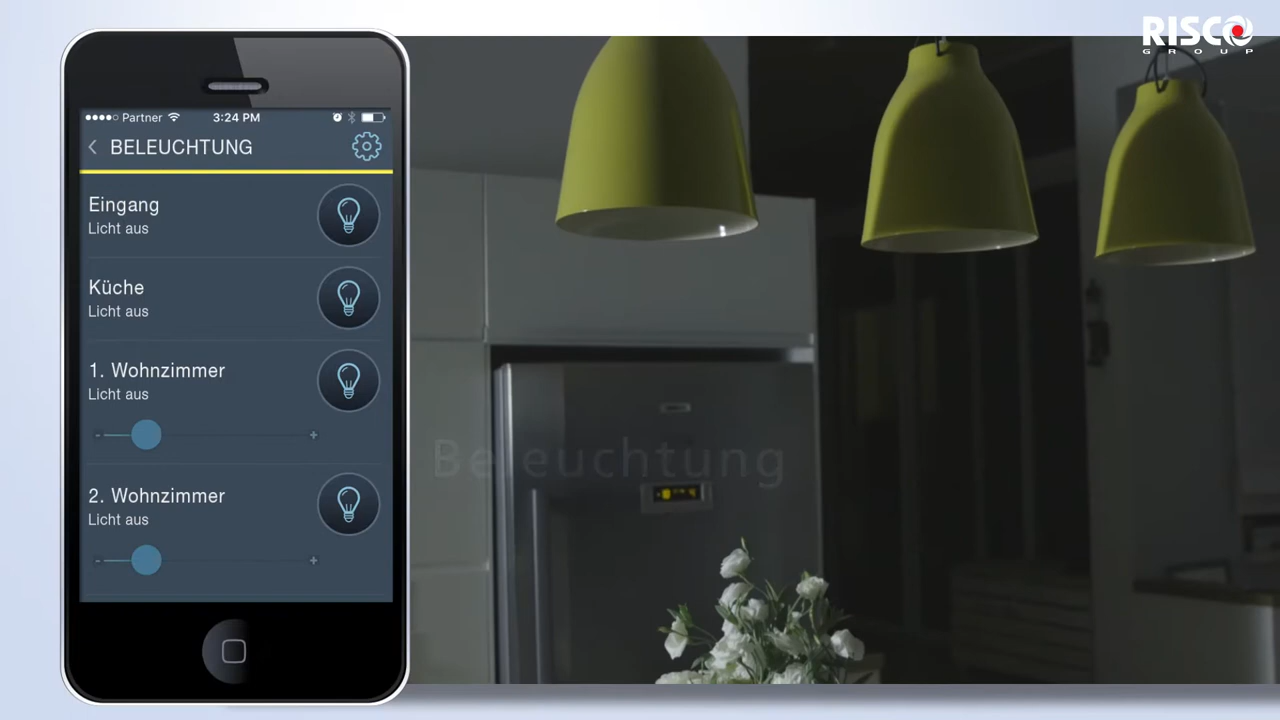 RISCO
GROUP
Partner 3:24 PM
BELEUCHTUNG
Eingang
Licht aus
Küche
Licht aus
1. Wohnzimmer
Licht aus
- +
2. Wohnzimmer
Licht aus
- +
Beleuchtung